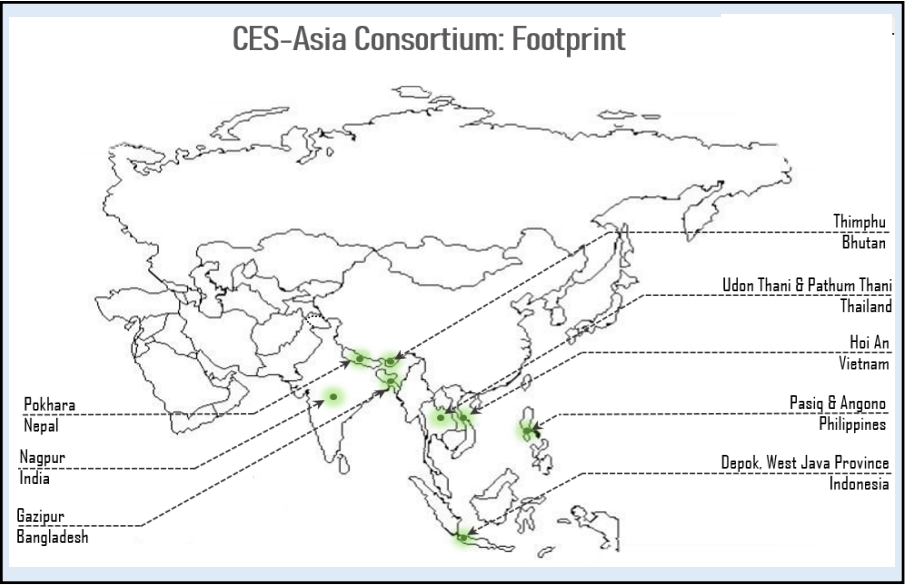 CES-Asia Consortium: Footprint
Thimphu
Bhutan
Udon Thani & Pathum Thani
Thailand
Hoi An
Vietnam
Pasig & Angono
Philippines
Depok, West Java Province
Indonesia
Pokhara
Nepal
Nagpur
India
Gazipur
Bangladesh